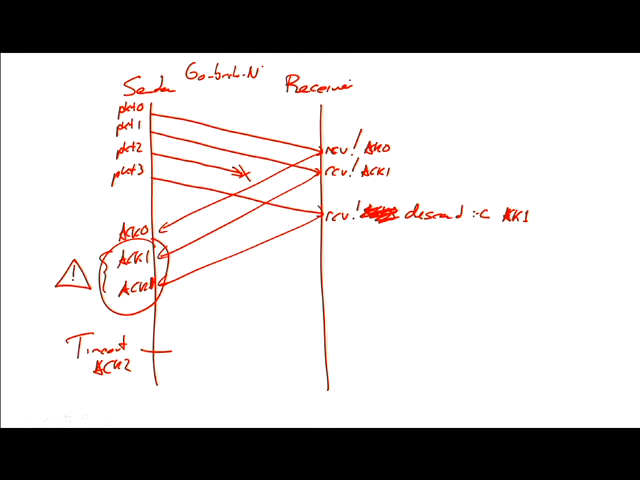 Go-back-N
Sender Receiver
pkt0
pkt1
pkt2
pkt3
rcv! ACK0
rcv! ACK1
rcv! discard :C ACK1
ACK0
ACK1
ACK1
!
Timeout
ACK2